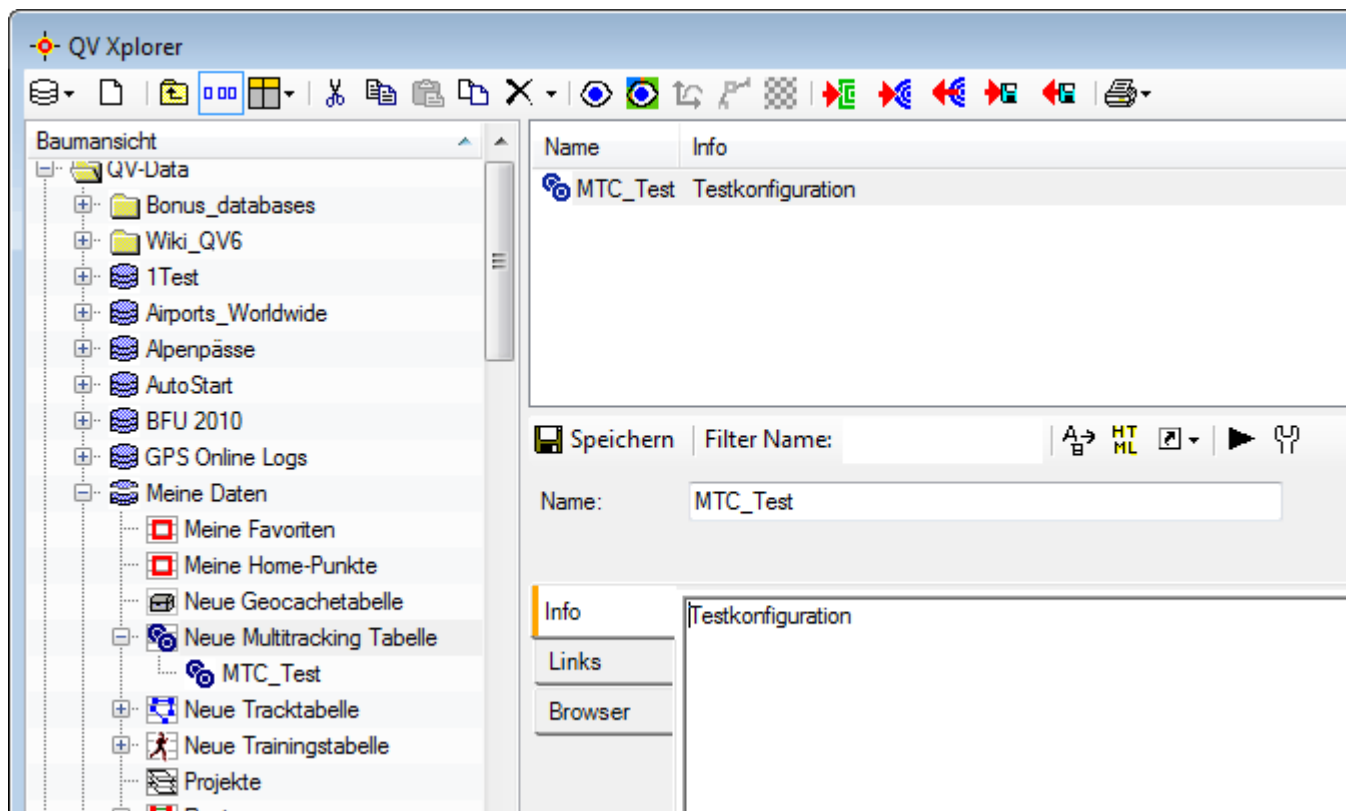 QV Xplorer
Baumansicht
QV-Data
Bonus_databases
Wiki_QV6
1Test
Airports_Worldwide
Alpenpässe
AutoStart
BFU 2010
GPS Online Logs
Meine Daten
Meine Favoriten
Meine Home-Punkte
Neue Geocachetabelle
Neue Multitracking Tabelle
MTC_Test
Neue Tracktabelle
Neue Trainingstabelle
Projekte
Name Info
MTC_Test Testkonfiguration
Speichern Filter Name: HTML
Name: MTC_Test
Info
Links
Browser
Testkonfiguration